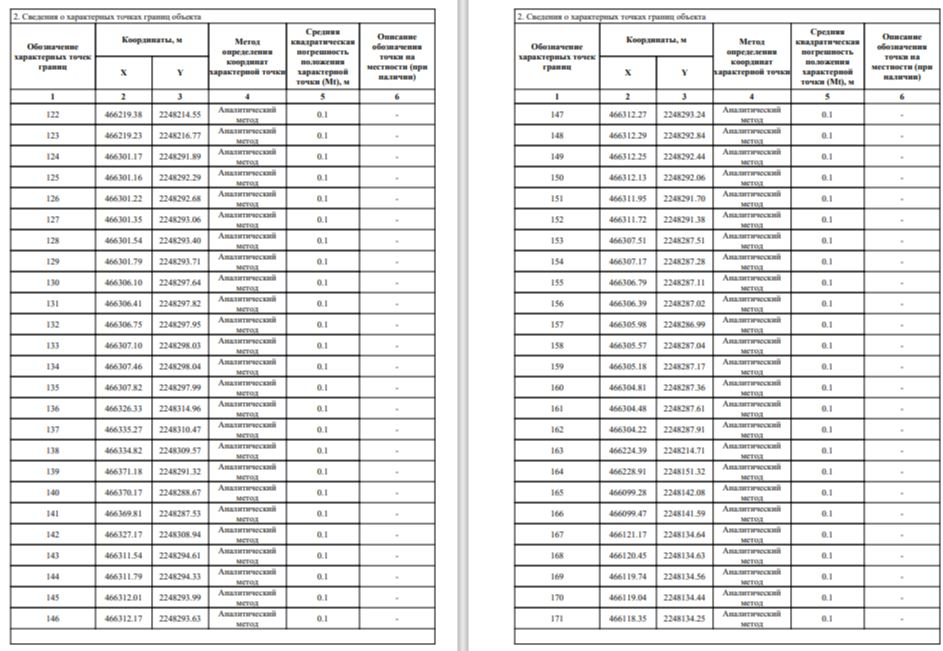 2. Сведения о характерных точках границ объекта
Обозначение характерных точек границ Координаты, м Метод определения координат характерной точки Средняя квадратическая погрешность положения характерной точки (Mt), м Описание обозначения точки на местности (при наличии)
X Y
1 2 3 4 5 6
122 466219.38 2248214.55 Аналитический метод 0.1 -
123 466219.23 2248216.77 Аналитический метод 0.1 -
124 466301.17 2248291.89 Аналитический метод 0.1 -
125 466301.16 2248292.29 Аналитический метод 0.1 -
126 466301.22 2248292.68 Аналитический метод 0.1 -
127 466301.35 2248293.06 Аналитический метод 0.1 -
128 466301.54 2248293.40 Аналитический метод 0.1 -
129 466301.79 2248293.71 Аналитический метод 0.1 -
130 466306.10 2248297.64 Аналитический метод 0.1 -
131 466306.41 2248297.82 Аналитический метод 0.1 -
132 466306.75 2248297.95 Аналитический метод 0.1 -
133 466307.10 2248298.03 Аналитический метод 0.1 -
134 466307.46 2248298.04 Аналитический метод 0.1 -
135 466307.82 2248297.99 Аналитический метод 0.1 -
136 466326.33 2248314.96 Аналитический метод 0.1 -
137 466335.27 2248310.47 Аналитический метод 0.1 -
138 466334.82 2248309.57 Аналитический метод 0.1 -
139 466371.18 2248291.32 Аналитический метод 0.1 -
140 466370.17 2248288.67 Аналитический метод 0.1 -
141 466369.81 2248287.53 Аналитический метод 0.1 -
142 466327.17 2248308.94 Аналитический метод 0.1 -
143 466311.54 2248294.61 Аналитический метод 0.1 -
144 466311.79 2248294.33 Аналитический метод 0.1 -
145 466312.01 2248293.99 Аналитический метод 0.1 -
146 466312.17 2248293.63 Аналитический метод 0.1 -
2. Сведения о характерных точках границ объекта
Обозначение характерных точек границ Координаты, м Метод определения координат характерной точки Средняя квадратическая погрешность положения характерной точки (Mt), м Описание обозначения точки на местности (при наличии)
X Y
1 2 3 4 5 6
147 466312.27 2248293.24 Аналитический метод 0.1 -
148 466312.29 2248292.84 Аналитический метод 0.1 -
149 466312.25 2248292.44 Аналитический метод 0.1 -
150 466312.13 2248292.06 Аналитический метод 0.1 -
151 466311.95 2248291.70 Аналитический метод 0.1 -
152 466311.72 2248291.38 Аналитический метод 0.1 -
153 466307.51 2248287.51 Аналитический метод 0.1 -
154 466307.17 2248287.28 Аналитический метод 0.1 -
155 466306.79 2248287.11 Аналитический метод 0.1 -
156 466306.39 2248287.02 Аналитический метод 0.1 -
157 466305.98 2248286.99 Аналитический метод 0.1 -
158 466305.57 2248287.04 Аналитический метод 0.1 -
159 466305.18 2248287.17 Аналитический метод 0.1 -
160 466304.81 2248287.36 Аналитический метод 0.1 -
161 466304.48 2248287.61 Аналитический метод 0.1 -
162 466304.22 2248287.91 Аналитический метод 0.1 -
163 466224.39 2248214.71 Аналитический метод 0.1 -
164 466228.91 2248151.32 Аналитический метод 0.1 -
165 466099.28 2248142.08 Аналитический метод 0.1 -
166 466099.47 2248141.59 Аналитический метод 0.1 -
167 466121.17 2248134.64 Аналитический метод 0.1 -
168 466120.45 2248134.63 Аналитический метод 0.1 -
169 466119.74 2248134.56 Аналитический метод 0.1 -
170 466119.04 2248134.44 Аналитический метод 0.1 -
171 466118.35 2248134.25 Аналитический метод 0.1 -